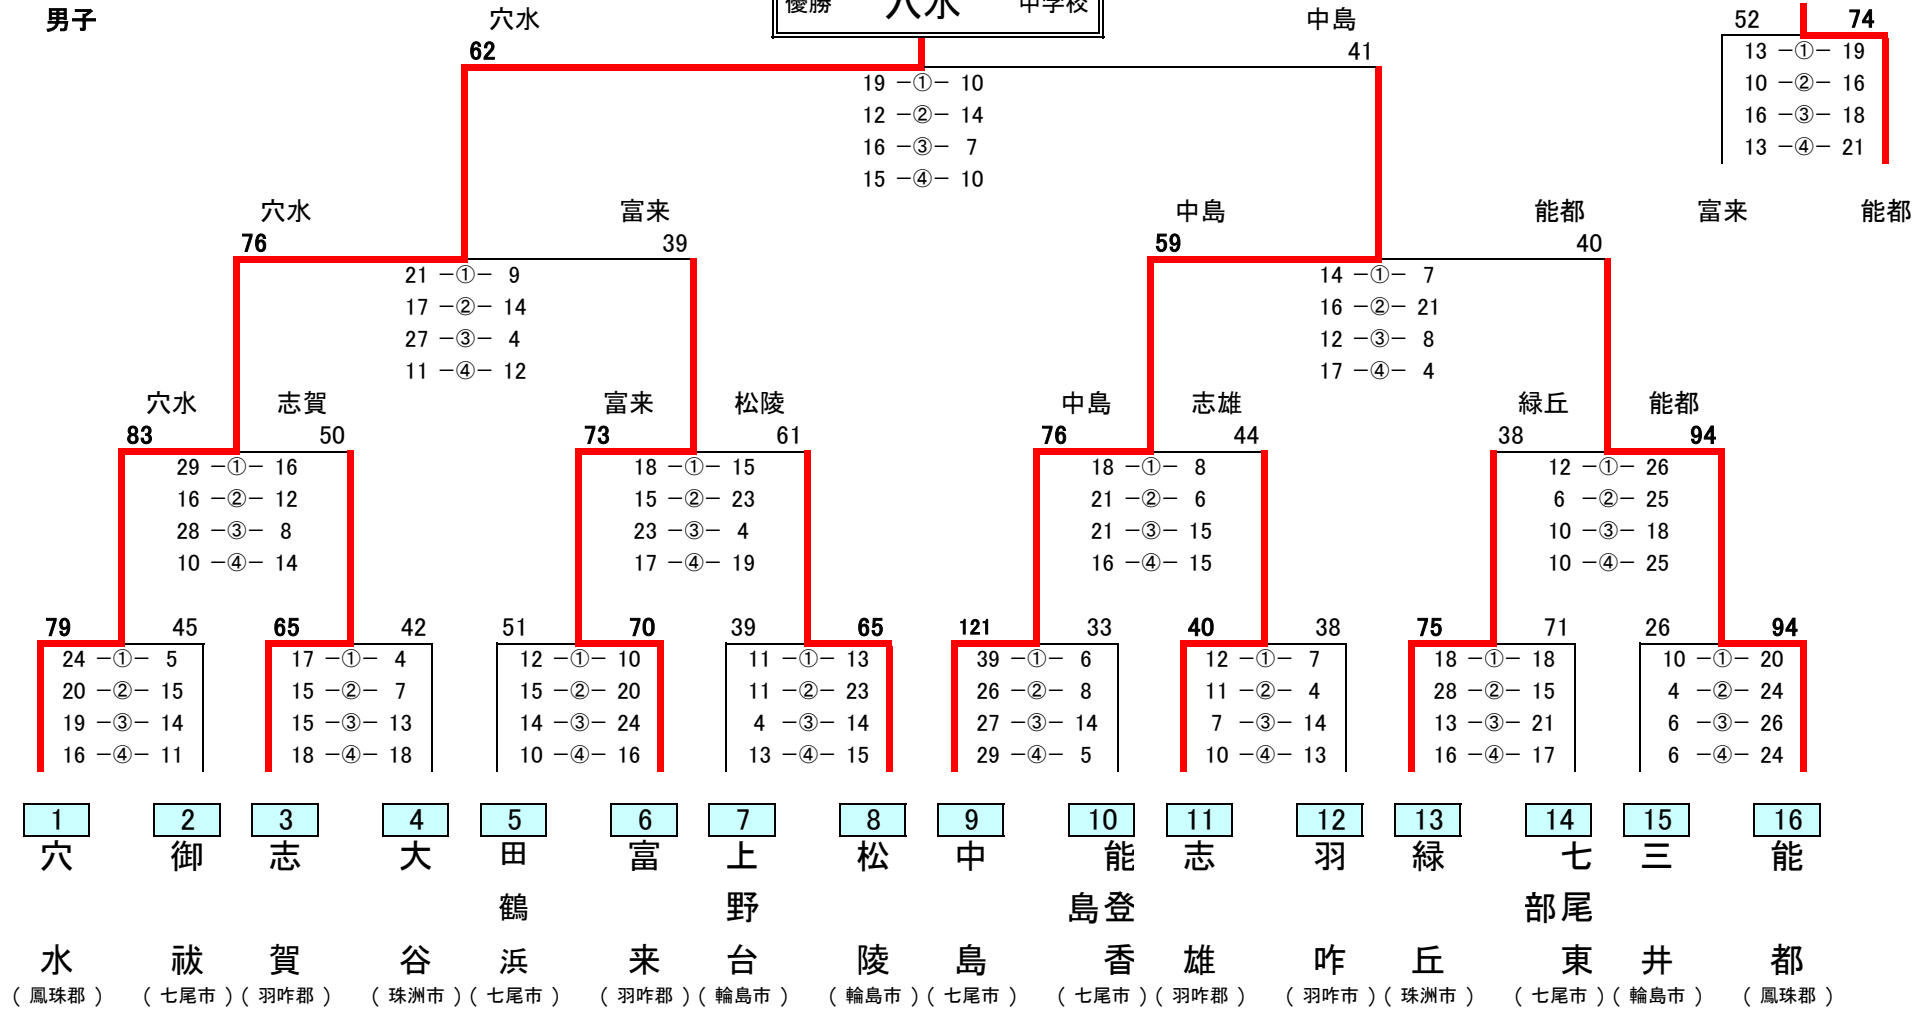 男子
優勝 穴水 中学校
穴水 中島
62 41
19 －①－ 10
12 －②－ 14
16 －③－ 7
15 －④－ 10
52 74
13 －①－ 19
10 －②－ 16
16 －③－ 18
13 －④－ 21
富来 能都
穴水 富来
76 39
21 －①－ 9
17 －②－ 14
27 －③－ 4
11 －④－ 12
中島 能都
59 40
14 －①－ 7
16 －②－ 21
12 －③－ 8
17 －④－ 4
穴水 志賀
83 50
29 －①－ 16
16 －②－ 12
28 －③－ 8
10 －④－ 14
富来 松陵
73 61
18 －①－ 15
15 －②－ 23
23 －③－ 4
17 －④－ 19
中島 志雄
76 44
18 －①－ 8
21 －②－ 6
21 －③－ 15
16 －④－ 15
緑丘 能都
38 94
12 －①－ 26
6 －②－ 25
10 －③－ 18
10 －④－ 25
79 45
24 －①－ 5
20 －②－ 15
19 －③－ 14
16 －④－ 11
65 42
17 －①－ 4
15 －②－ 7
15 －③－ 13
18 －④－ 18
51 70
12 －①－ 10
15 －②－ 20
14 －③－ 24
10 －④－ 16
39 65
11 －①－ 13
11 －②－ 23
4 －③－ 14
13 －④－ 15
121 33
39 －①－ 6
26 －②－ 8
27 －③－ 14
29 －④－ 5
40 38
12 －①－ 7
11 －②－ 4
7 －③－ 14
10 －④－ 13
75 71
18 －①－ 18
28 －②－ 15
13 －③－ 21
16 －④－ 17
26 94
10 －①－ 20
4 －②－ 24
6 －③－ 26
6 －④－ 24
1
穴水
（鳳珠郡）
2
御祓
（七尾市）
3
志賀
（羽咋郡）
4
大谷
（珠洲市）
5
田鶴浜
（七尾市）
6
富来
（羽咋郡）
7
上野台
（輪島市）
8
松陵
（輪島市）
9
中島
（七尾市）
10
能登香島
（七尾市）
11
志雄
（羽咋郡）
12
羽咋
（羽咋市）
13
緑丘
（珠洲市）
14
七尾東部
（七尾市）
15
三井
（輪島市）
16
能都
（鳳珠郡）